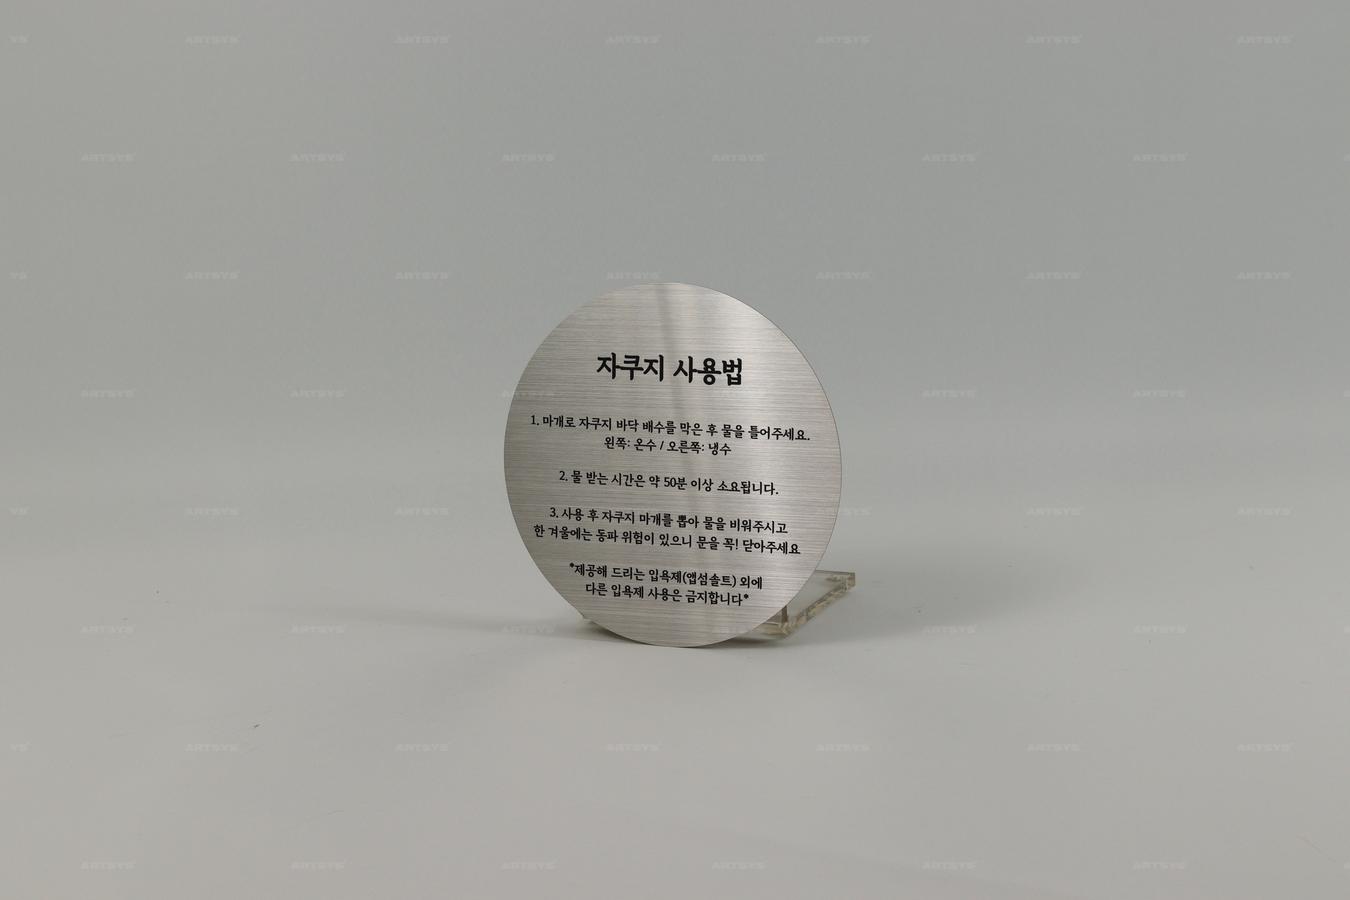 자쿠지 사용법
1. 마개로 자쿠지 바닥 배수를 막은 후 물을 틀어주세요.
왼쪽: 온수 / 오른쪽: 냉수
2. 물 받는 시간은 약 50분 이상 소요됩니다.
3. 사용 후 자쿠지 마개를 뽑아 물을 비워주시고
한 겨울에는 동파 위험이 있으니 문을 꼭! 닫아주세요
*제공해 드리는 입욕제(앱섬솔트) 외에
다른 입욕제 사용은 금지합니다*
ARTSYS